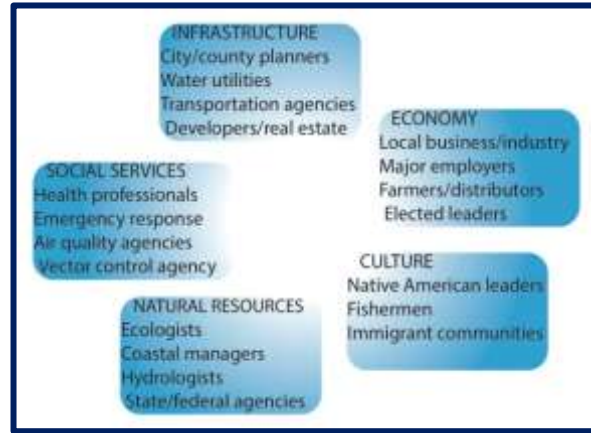 INFRASTRUCTURE
City/county planners
Water utilities
Transportation agencies
Developers/real estate
ECONOMY
Local business/industry
Major employers
Farmers/distributors
Elected leaders
SOCIAL SERVICES
Health professionals
Emergency response
Air quality agencies
Vector control agency
CULTURE
Native American leaders
Fishermen
Immigrant communities
NATURAL RESOURCES
Ecologists
Coastal managers
Hydrologists
State/federal agencies